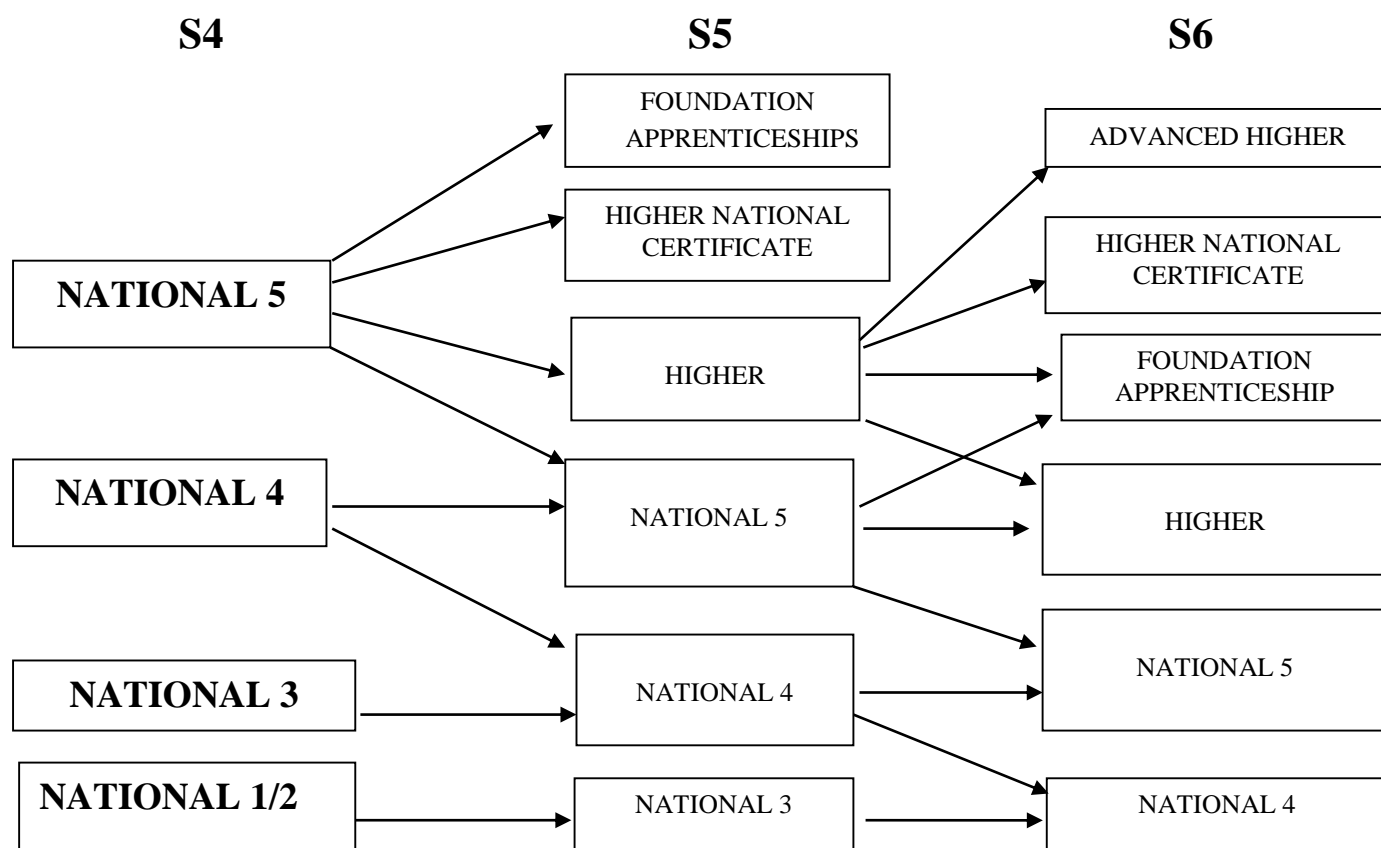 S4
S5
S6
NATIONAL 5
NATIONAL 4
NATIONAL 3
NATIONAL 1/2
FOUNDATION
APPRENTICESHIPS
HIGHER NATIONAL
CERTIFICATE
HIGHER
NATIONAL 5
NATIONAL 4
NATIONAL 3
ADVANCED HIGHER
HIGHER NATIONAL
CERTIFICATE
FOUNDATION
APPRENTICESHIP
HIGHER
NATIONAL 5
NATIONAL 4